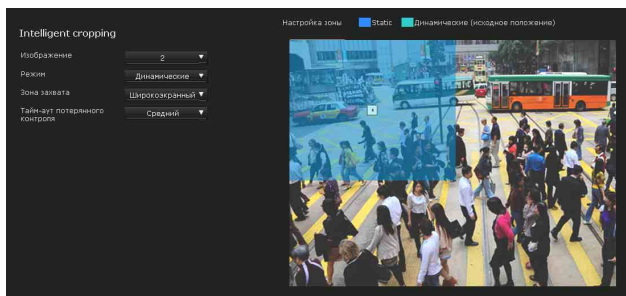 Настройка зоны Static Динамические (исходное положение)
Intelligent cropping
Изображение 2
Режим Динамические
Зона захвата Широкоэкранный
Тайм-аут потерянного контроля Средний